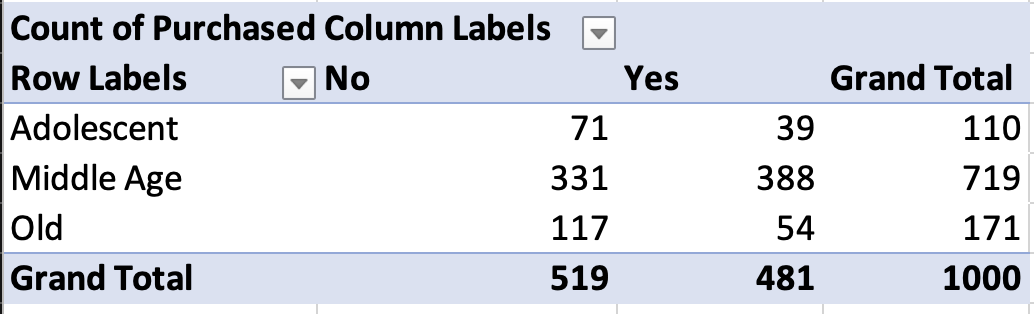 Count of Purchased Column Labels
Row Labels No Yes Grand Total
Adolescent 71 39 110
Middle Age 331 388 719
Old 117 54 171
Grand Total 519 481 1000